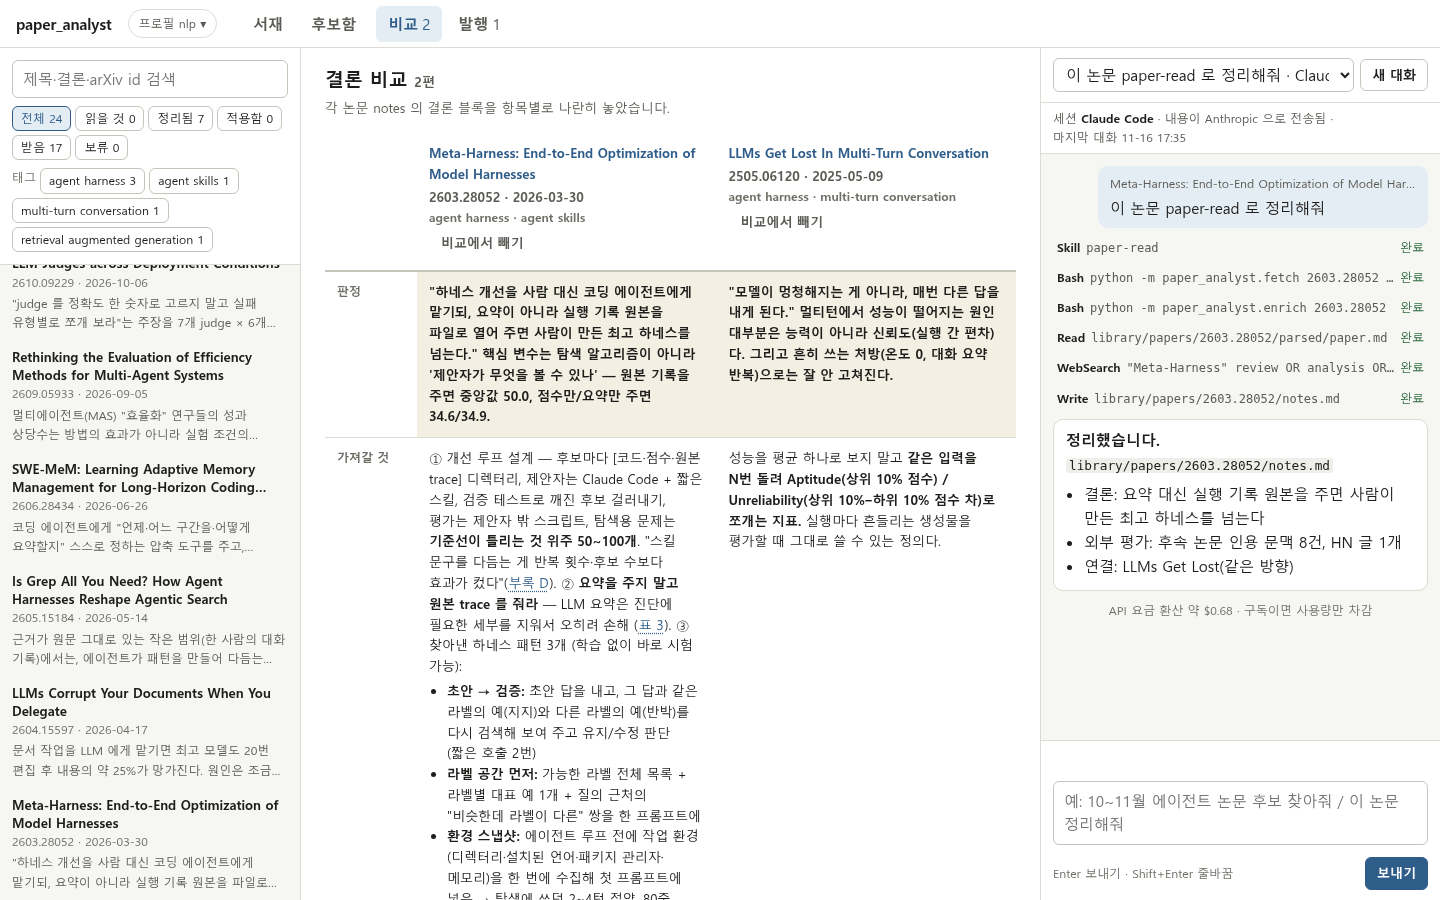 paper_analyst
프로필 nlp ▾
서재
후보함
비교 2
발행 1
제목·결론·arXiv id 검색
전체 24
읽을 것 0
정리됨 7
적용함 0
받음 17
보류 0
태그
agent harness 3
agent skills 1
multi-turn conversation 1
retrieval augmented generation 1
LLM Judges across Deployment Conditions
2610.09229 · 2026-10-06
"judge 를 정확도 한 숫자로 고르지 말고 실패
유형별로 쪼개 보라"는 주장을 7개 judge × 6개…
Rethinking the Evaluation of Efficiency
Methods for Multi-Agent Systems
2609.05933 · 2026-09-05
멀티에이전트(MAS) "효율화" 연구들의 성과
상당수는 방법의 효과가 아니라 실험 조건의…
SWE-MeM: Learning Adaptive Memory
Management for Long-Horizon Coding…
2606.28434 · 2026-06-26
코딩 에이전트에게 "언제·어느 구간을·어떻게
요약할지" 스스로 정하는 압축 도구를 주고,…
Is Grep All You Need? How Agent
Harnesses Reshape Agentic Search
2605.15184 · 2026-05-14
근거가 원문 그대로 있는 작은 범위(한 사람의 대화
기록)에서는, 에이전트가 패턴을 만들어 다듬는…
LLMs Corrupt Your Documents When You
Delegate
2604.15597 · 2026-04-17
문서 작업을 LLM 에게 맡기면 최고 모델도 20번
편집 후 내용의 약 25%가 망가진다. 원인은 조금…
Meta-Harness: End-to-End Optimization of
Model Harnesses
2603.28052 · 2026-03-30
"하네스 개선을 사람 대신 코딩 에이전트에게
맡기되, 요약이 아니라 실행 기록 원본을 파일로…
결론 비교 2편
각 논문 notes 의 결론 블록을 항목별로 나란히 놓았습니다.
Meta-Harness: End-to-End Optimization of
Model Harnesses
2603.28052 · 2026-03-30
agent harness · agent skills
비교에서 빼기
LLMs Get Lost In Multi-Turn Conversation
2505.06120 · 2025-05-09
agent harness · multi-turn conversation
비교에서 빼기
판정
"하네스 개선을 사람 대신 코딩 에이전트에게
맡기되, 요약이 아니라 실행 기록 원본을
파일로 열어 주면 사람이 만든 최고 하네스를
넘는다." 핵심 변수는 탐색 알고리즘이 아니라
'제안자가 무엇을 볼 수 있나' — 원본 기록을
주면 중앙값 50.0, 점수만/요약만 주면
34.6/34.9.
"모델이 멍청해지는 게 아니라, 매번 다른 답을
내게 된다." 멀티턴에서 성능이 떨어지는 원인
대부분은 능력이 아니라 신뢰도(실행 간 편차)
다. 그리고 흔히 쓰는 처방(온도 0, 대화 요약
반복)으로는 잘 안 고쳐진다.
가져갈 것
① 개선 루프 설계 — 후보마다 [코드·점수·원본
trace] 디렉터리, 제안자는 Claude Code + 짧은
스킬, 검증 테스트로 깨진 후보 걸러내기,
평가는 제안자 밖 스크립트, 탐색용 문제는
기준선이 틀리는 것 위주 50~100개. "스킬
문구를 다듬는 게 반복 횟수·후보 수보다
효과가 컸다"(부록 D). ② 요약을 주지 말고
원본 trace 를 줘라 — LLM 요약은 진단에
필요한 세부를 지워서 오히려 손해 (표 3). ③
찾아낸 하네스 패턴 3개 (학습 없이 바로 시험
가능):
• 초안 → 검증: 초안 답을 내고, 그 답과 같은
라벨의 예(지지)와 다른 라벨의 예(반박)를
다시 검색해 보여 주고 유지/수정 판단
(짧은 호출 2번)
• 라벨 공간 먼저: 가능한 라벨 전체 목록 +
라벨별 대표 예 1개 + 질의 근처의
"비슷한데 라벨이 다른" 쌍을 한 프롬프트에
• 환경 스냅샷: 에이전트 루프 전에 작업 환경
(디렉터리·설치된 언어·패키지 관리자·
메모리)을 한 번에 수집해 첫 프롬프트에
넣음 → 탐색에 쓰던 2~4턴 절약, 80줄
성능을 평균 하나로 보지 말고 같은 입력을
N번 돌려 Aptitude(상위 10% 점수) /
Unreliability(상위 10%−하위 10% 점수 차)로
쪼개는 지표. 실행마다 흔들리는 생성물을
평가할 때 그대로 쓸 수 있는 정의다.
이 논문 paper-read 로 정리해줘 · Claud
새 대화
세션 Claude Code · 내용이 Anthropic 으로 전송됨 ·
마지막 대화 11-16 17:35
Meta-Harness: End-to-End Optimization of Model Har…
이 논문 paper-read 로 정리해줘
Skill paper-read 완료
Bash python -m paper_analyst.fetch 2603.28052 … 완료
Bash python -m paper_analyst.enrich 2603.28052 완료
Read library/papers/2603.28052/parsed/paper.md 완료
WebSearch "Meta-Harness" review OR analysis OR… 완료
Write library/papers/2603.28052/notes.md 완료
정리했습니다.
library/papers/2603.28052/notes.md
• 결론: 요약 대신 실행 기록 원본을 주면 사람이
만든 최고 하네스를 넘는다
• 외부 평가: 후속 논문 인용 문맥 8건, HN 글 1개
• 연결: LLMs Get Lost(같은 방향)
API 요금 환산 약 $0.68 · 구독이면 사용량만 차감
예: 10~11월 에이전트 논문 후보 찾아줘 / 이 논문
정리해줘
Enter 보내기 · Shift+Enter 줄바꿈
보내기